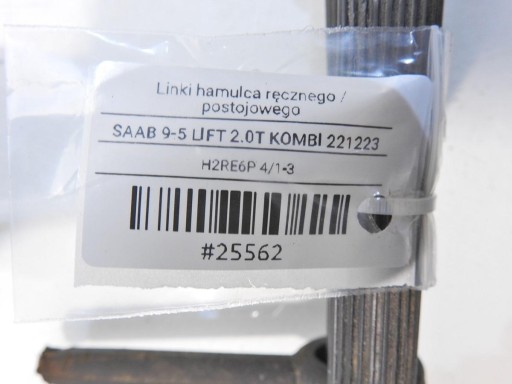 Linki hamulca ręcznego /
postojowego
SAAB 9-5 LIFT 2.0T KOMBI 221223
H2RE6P 4/1-3
#25562